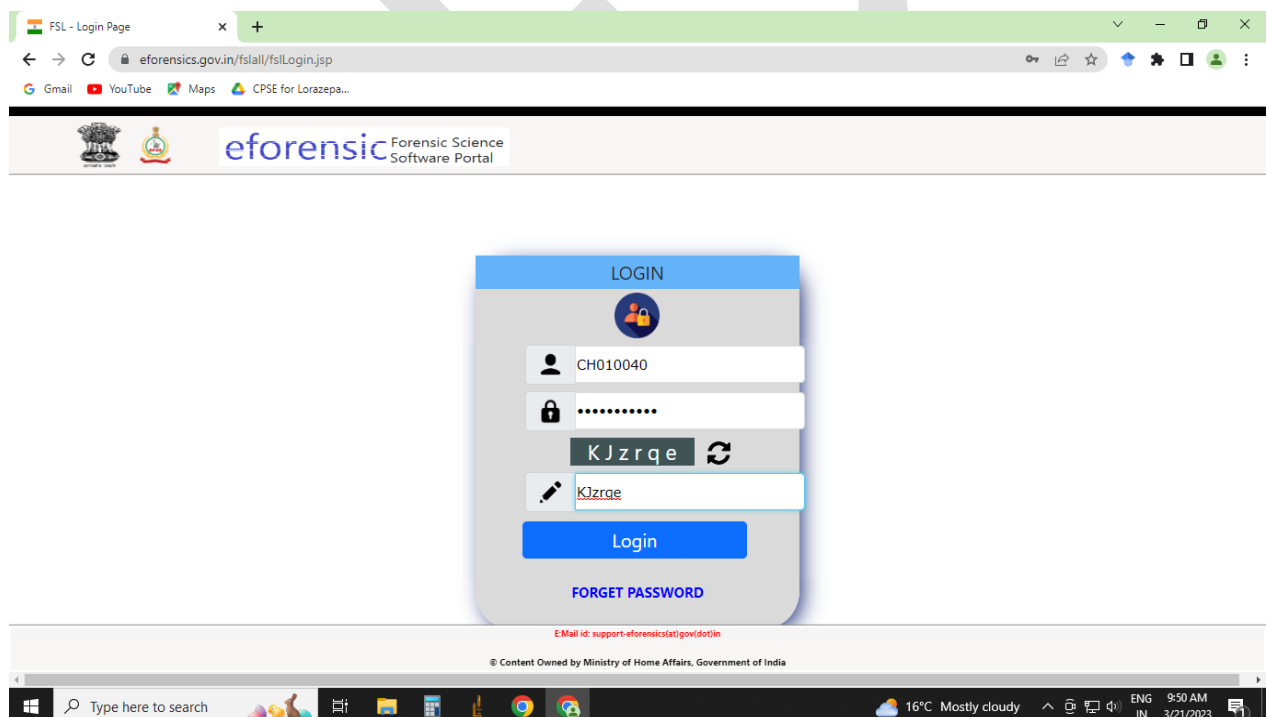 FSL - Login Page
eforensics.gov.in/fslall/fslLogin.jsp
Gmail YouTube Maps CPSE for Lorazepa...
eforensic Forensic Science
Software Portal
LOGIN
CH010040
•••••••••••
KJzrqe
KJzrqe
Login
FORGET PASSWORD
E:Mail id: support-eforensics(at)gov(dot)in
© Content Owned by Ministry of Home Affairs, Government of India
Type here to search
16°C Mostly cloudy
ENG 9:50 AM
IN 3/21/2023